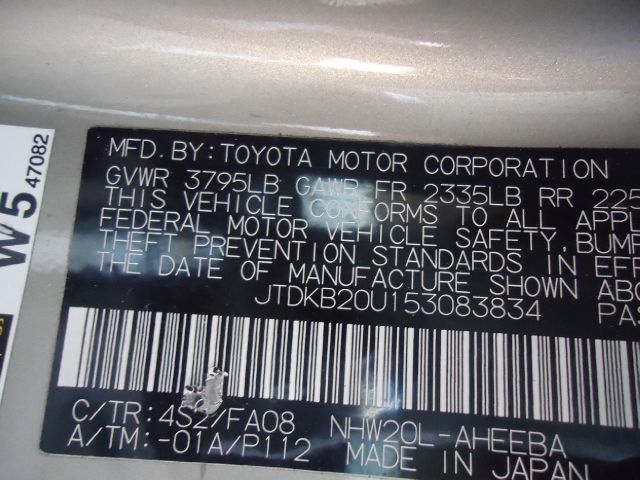 MFD.BY:TOYOTA MOTOR CORPORATION
GVWR 3795LB GAWR FR 2335LB RR 225
THIS VEHICLE CONFORMS TO ALL APPL
FEDERAL MOTOR VEHICLE SAFETY, BUMP
THEFT PREVENTION STANDARDS IN EFF
THE DATE OF MANUFACTURE SHOWN ABO
JTDKB20U153083834 PAS
C/TR:4S2/FA08 NHW20L-AHEEBA
A/TM:-01A/P112 MADE IN JAPAN
W5
47082